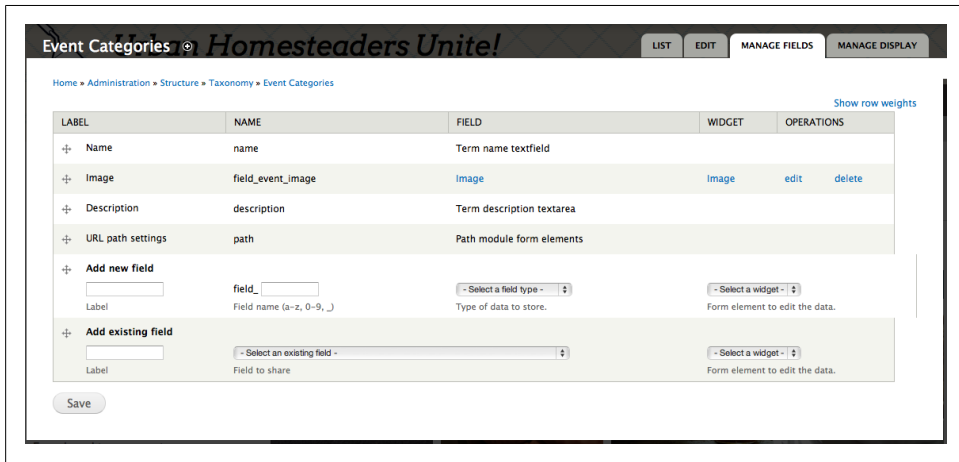 Event Categories
Urban Homesteaders Unite!
LIST EDIT MANAGE FIELDS MANAGE DISPLAY
Home » Administration » Structure » Taxonomy » Event Categories
Show row weights
LABEL NAME FIELD WIDGET OPERATIONS
Name name Term name textfield
Image field_event_image Image Image edit delete
Description description Term description textarea
URL path settings path Path module form elements
Add new field
field_ - Select a field type - - Select a widget -
Label Field name (a-z, 0-9, _) Type of data to store. Form element to edit the data.
Add existing field
- Select an existing field - - Select a widget -
Label Field to share Form element to edit the data.
Save